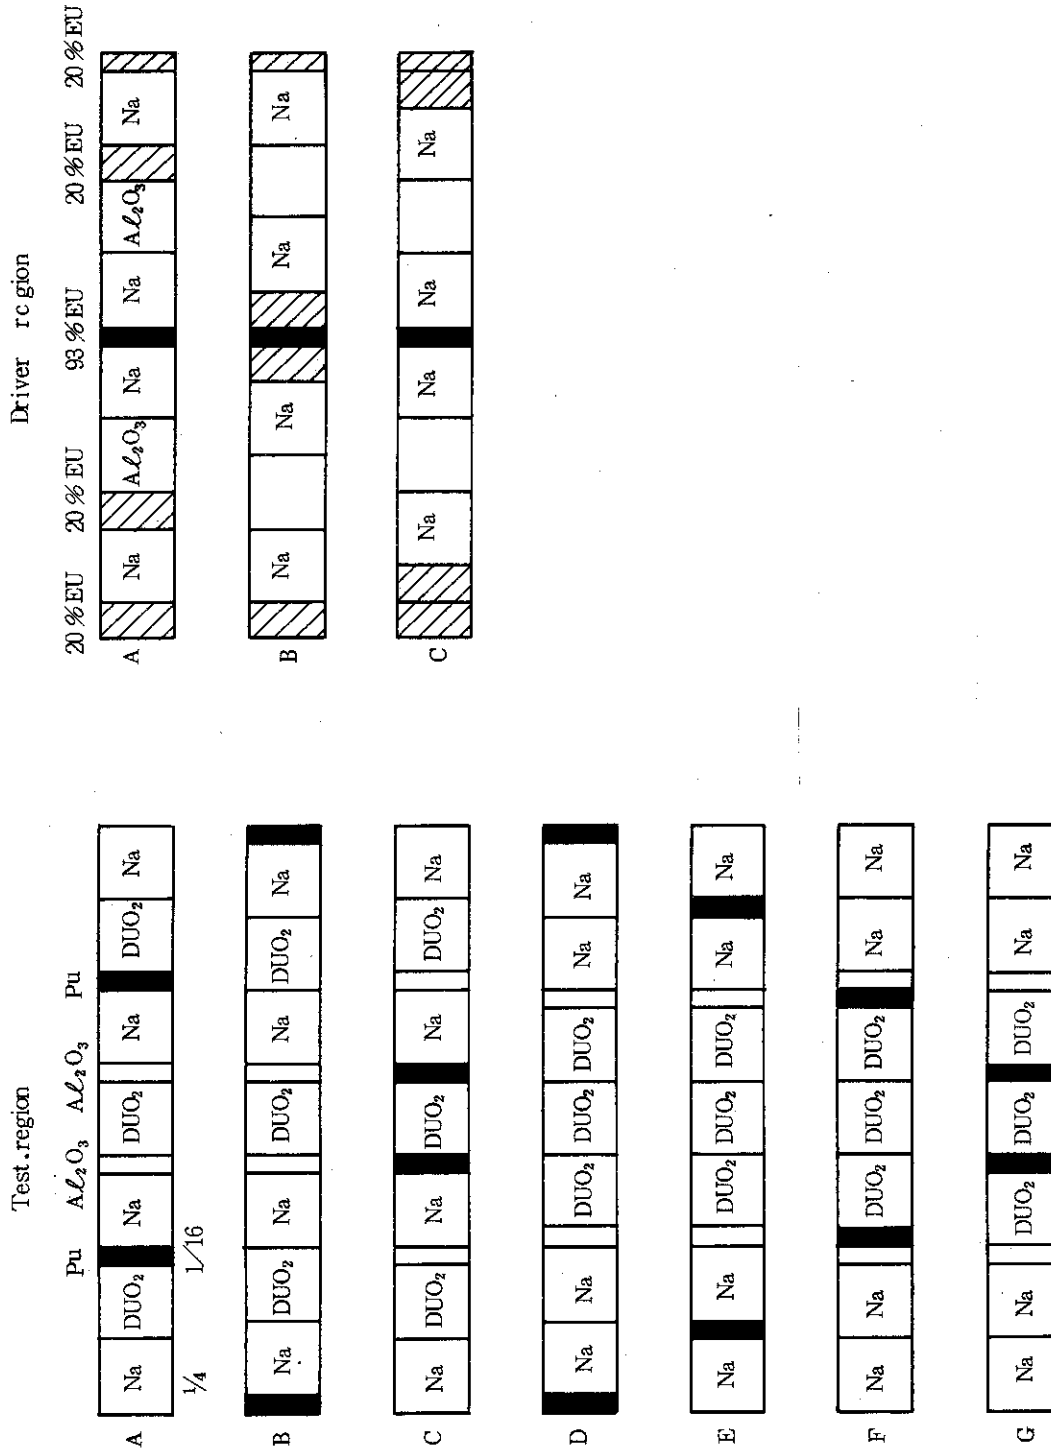 Test.region
Pu Al₂O₃ Al₂O₃ Pu
A Na DUO₂ Na DUO₂ Na DUO₂ Na
1/4 1/16
B Na DUO₂ Na DUO₂ Na DUO₂ Na
C Na DUO₂ Na DUO₂ Na DUO₂ Na
D Na Na DUO₂ DUO₂ DUO₂ Na Na
E Na Na DUO₂ DUO₂ DUO₂ Na Na
F Na Na DUO₂ DUO₂ DUO₂ Na Na
G Na Na DUO₂ DUO₂ DUO₂ Na Na
Driver rcgion
20%EU 20%EU 93%EU 20%EU 20%EU
A Na Al₂O₃ Na Na Al₂O₃ Na
B Na Na Na Na
C Na Na Na Na